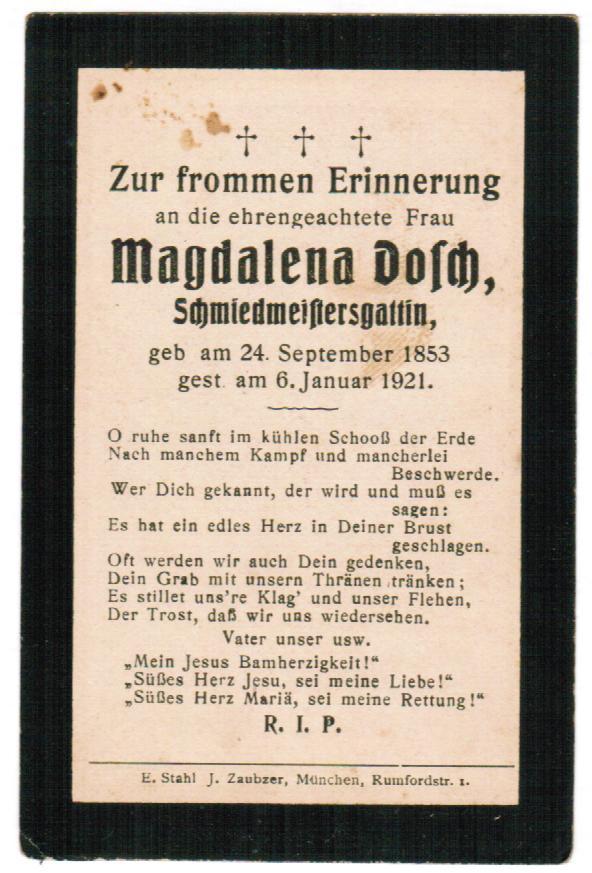 † † †
Zur frommen Erinnerung
an die ehrengeachtete Frau
Magdalena Doſch,
Schmiedmeiſtersgattin,
geb am 24. September 1853
gest. am 6. Januar 1921.
O ruhe sanft im kühlen Schooß der Erde
Nach manchem Kampf und mancherlei
Beschwerde.
Wer Dich gekannt, der wird und muß es
sagen:
Es hat ein edles Herz in Deiner Brust
geschlagen.
Oft werden wir auch Dein gedenken,
Dein Grab mit unsern Thränen tränken;
Es stillet uns're Klag' und unser Flehen,
Der Trost, daß wir uns wiedersehen.
Vater unser usw.
„Mein Jesus Bamherzigkeit!“
„Süßes Herz Jesu, sei meine Liebe!“
„Süßes Herz Mariä, sei meine Rettung!“
R. I. P.
E. Stahl J. Zaubzer, München, Rumfordstr. 1.